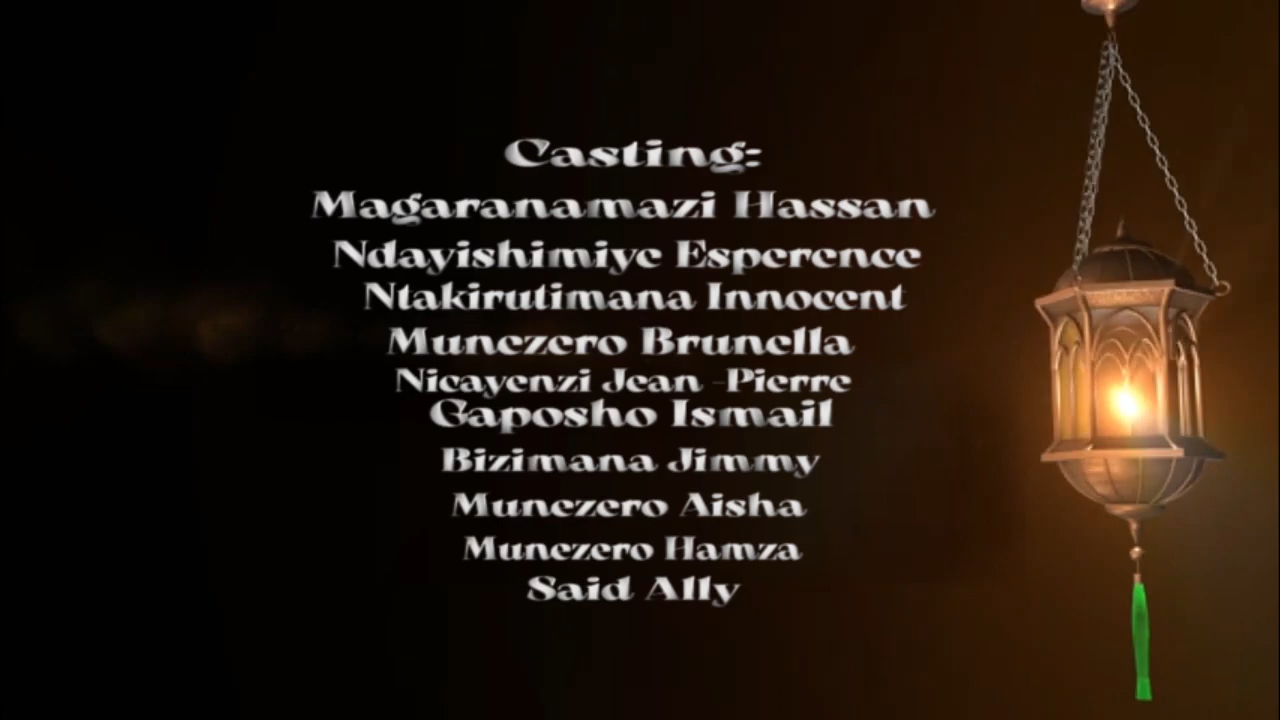 Casting:
Magaranamazi Hassan
Ndayishimiye Esperence
Ntakirutimana Innocent
Munezero Brunella
Nicayenzi Jean -Pierre
Gaposho Ismail
Bizimana Jimmy
Munezero Aisha
Munezero Hamza
Said Ally